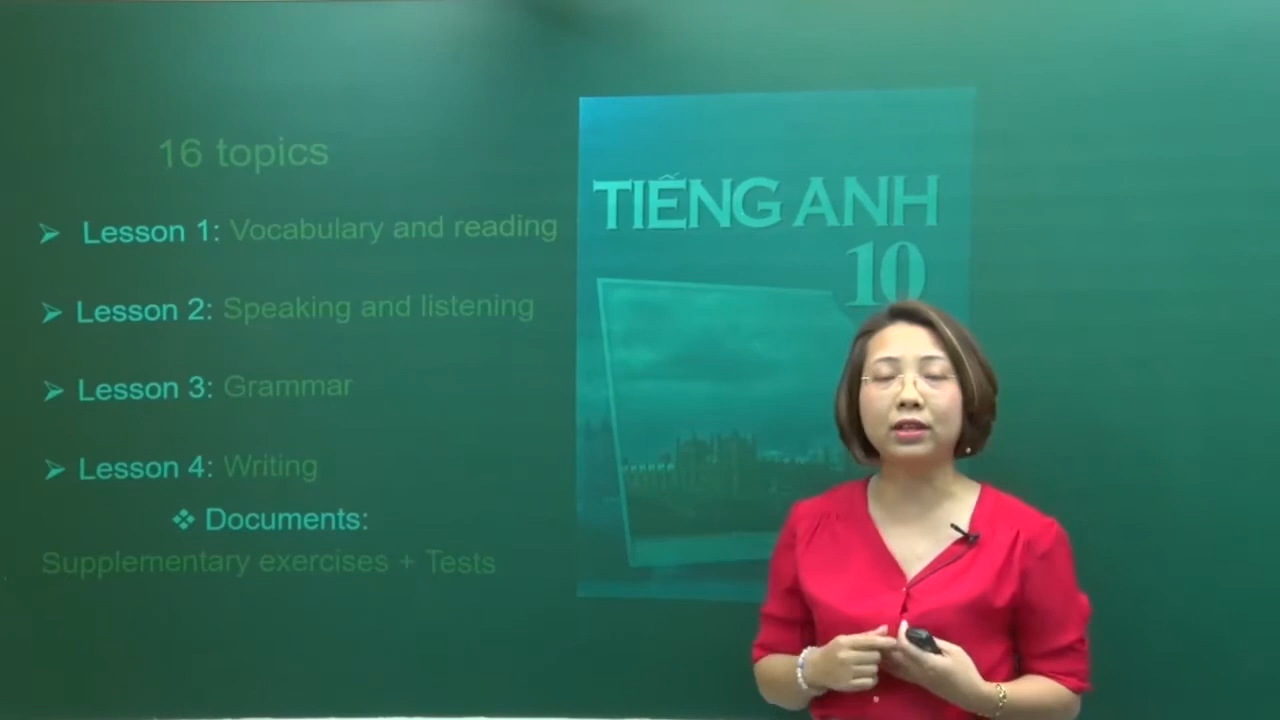 16 topics
➢ Lesson 1: Vocabulary and reading
➢ Lesson 2: Speaking and listening
➢ Lesson 3: Grammar
➢ Lesson 4: Writing
❖ Documents:
Supplementary exercises + Tests
TIẾNG ANH
10